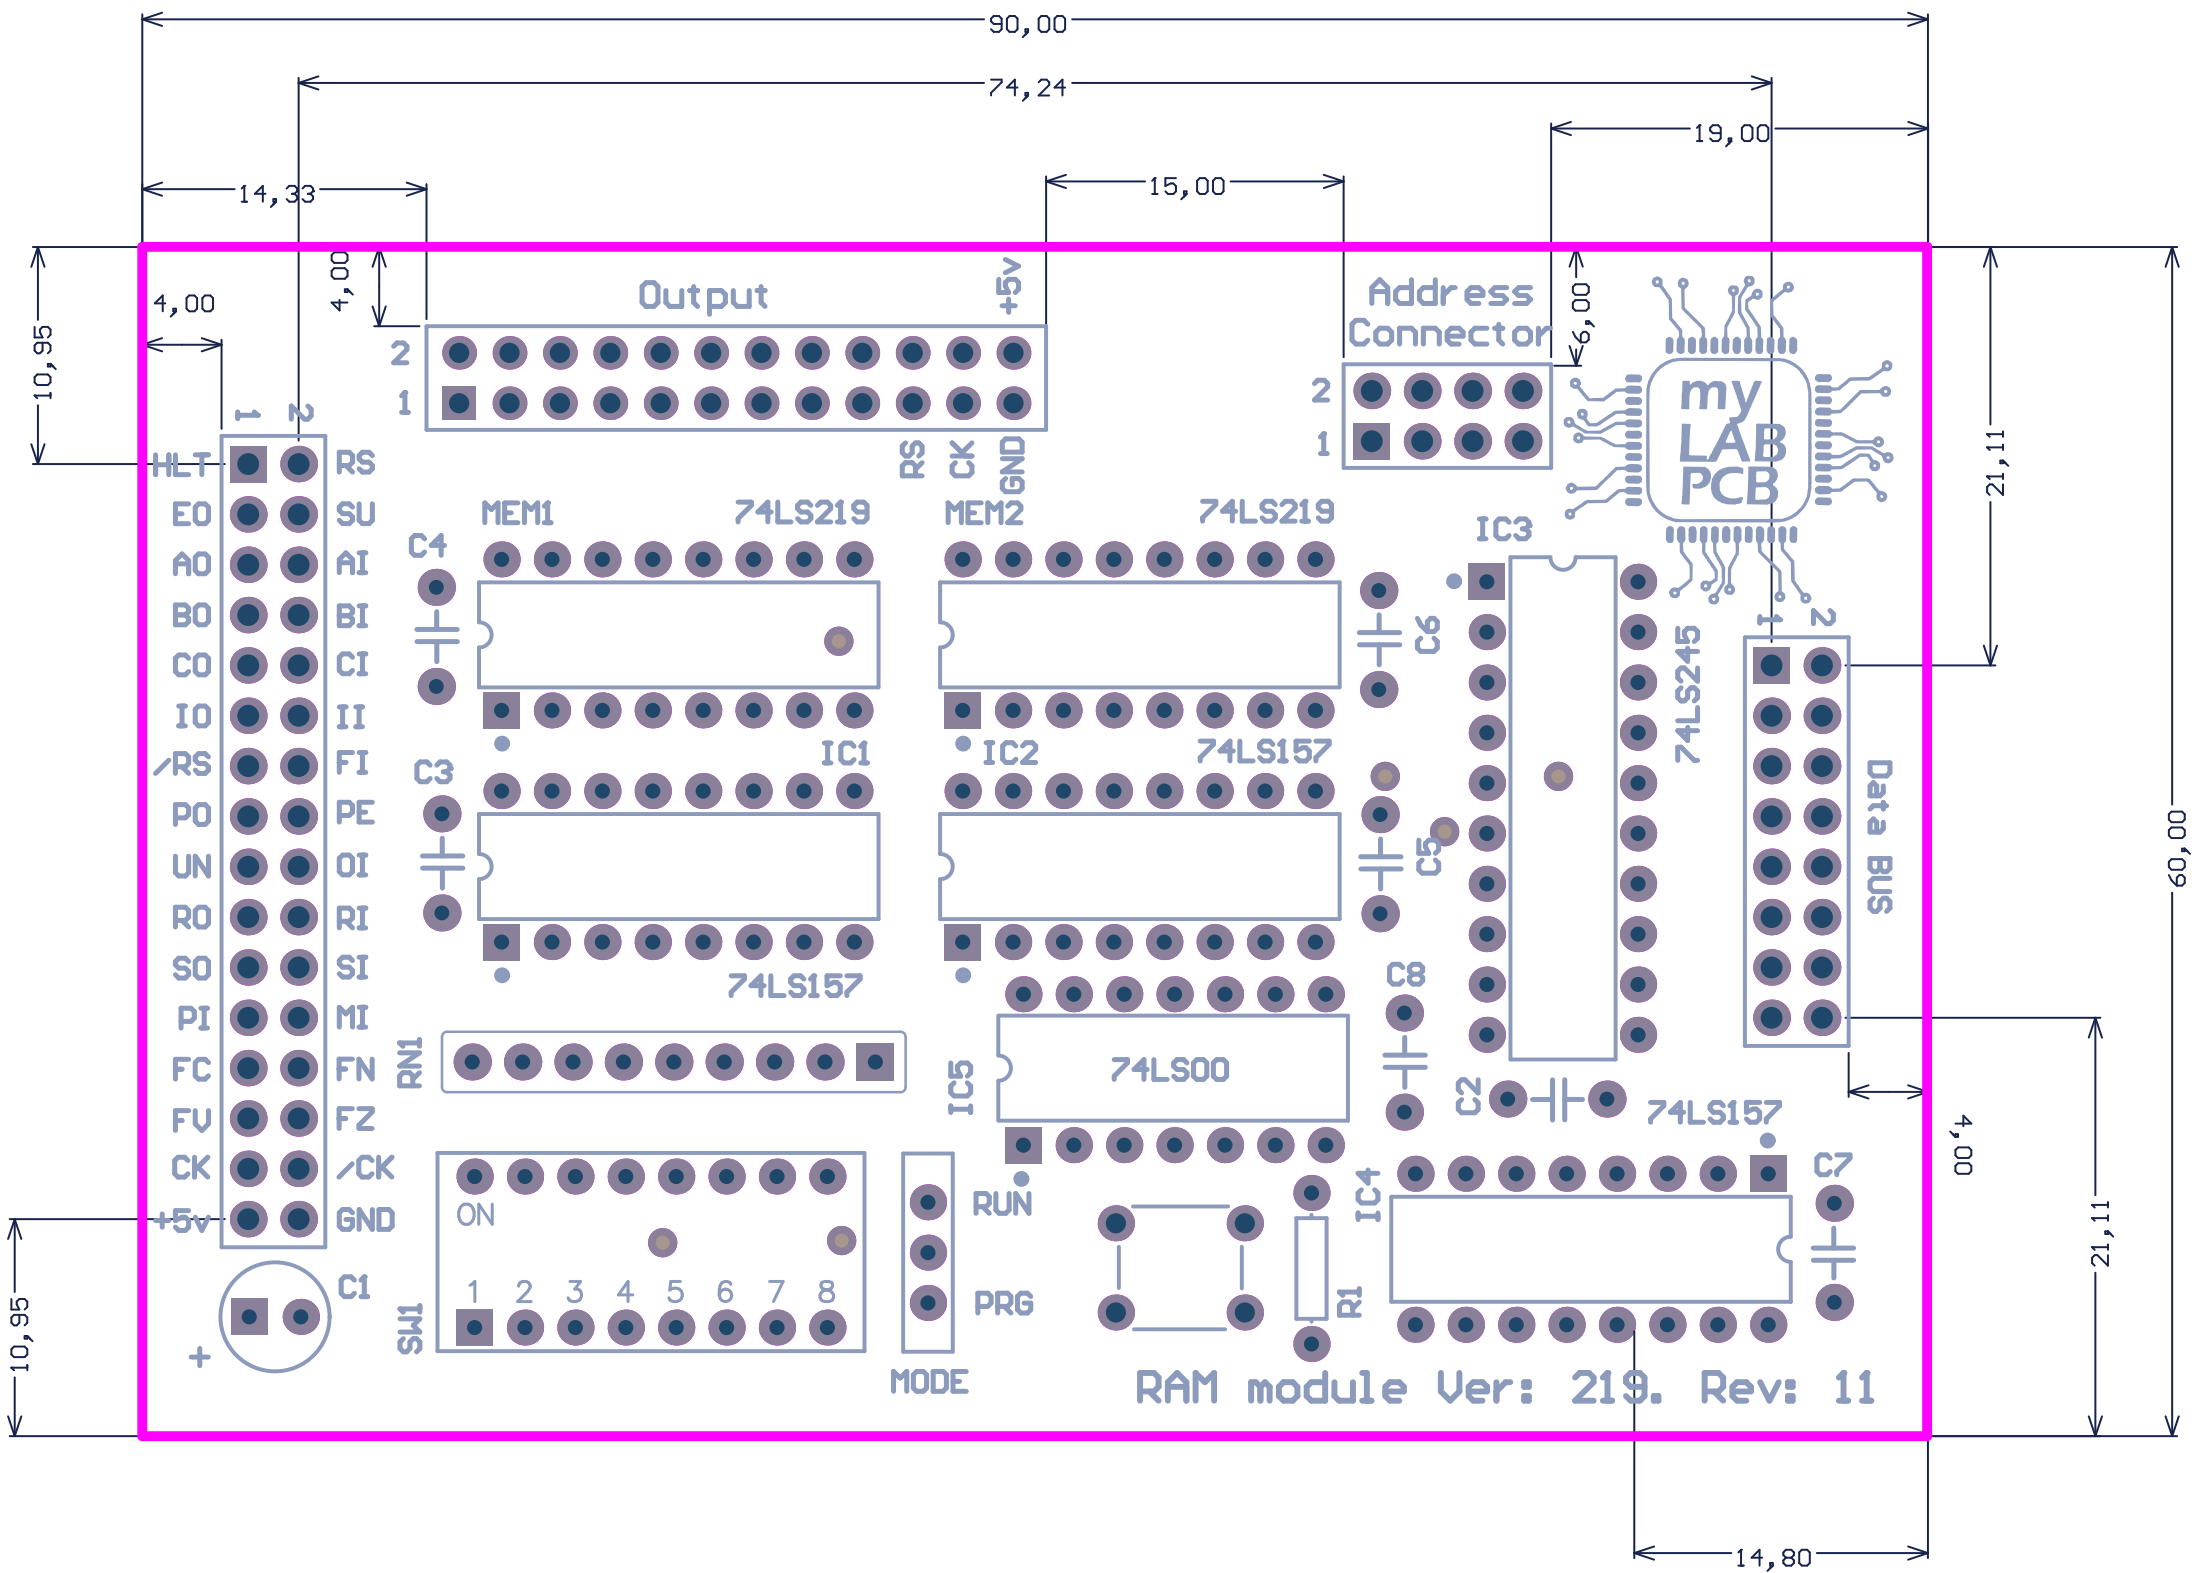 90,00
74,24
19,00
15,00
14,33
4,00
4,00
10,95
6,00
21,11
60,00
Output
+5v
2
1
RS
CK
GND
Address
Connector
2
1
my
LAB
PCB
1
2
HLT
RS
EO
SU
AO
AI
BO
BI
CO
CI
IO
II
/RS
FI
PO
PE
UN
OI
RO
RI
SO
SI
PI
MI
FC
FN
FV
FZ
CK
/CK
+5v
GND
C1
+
10,95
C4
MEM1
74LS219
MEM2
74LS219
C6
IC3
74LS245
1
2
Data BUS
C3
IC1
IC2
74LS157
C5
74LS157
C8
RN1
IC5
74LS00
C2
74LS157
4,00
21,11
ON
1 2 3 4 5 6 7 8
SW1
RUN
PRG
MODE
R1
IC4
C7
RAM module Ver: 219. Rev: 11
14,80